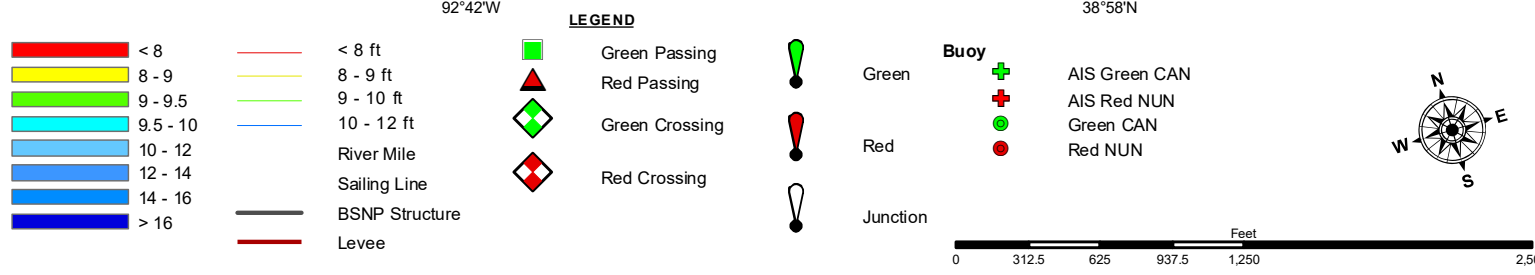 92°42'W
38°58'N
LEGEND
< 8
8 - 9
9 - 9.5
9.5 - 10
10 - 12
12 - 14
14 - 16
> 16
< 8 ft
8 - 9 ft
9 - 10 ft
10 - 12 ft
River Mile
Sailing Line
BSNP Structure
Levee
Green Passing
Red Passing
Green Crossing
Red Crossing
Green
Red
Junction
Buoy
AIS Green CAN
AIS Red NUN
Green CAN
Red NUN
N
E
W
S
Feet
0 312.5 625 937.5 1,250